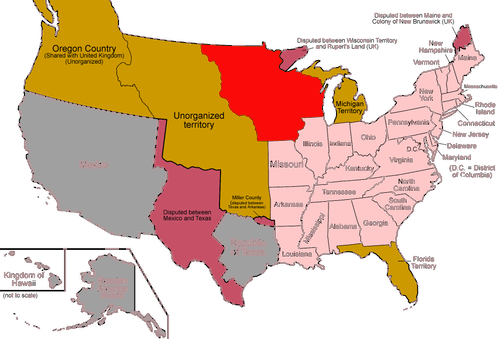 Disputed between Maine and
Colony of New Brunswick (UK)
Disputed between Wisconsin Territory
and Rupert's Land (UK)
Oregon Country
(Shared with United Kingdom)
(Unorganized)
New
Hampshire
Vermont
Maine
Massachusetts
New
York
Michigan
Territory
Rhode
Island
Connecticut
New Jersey
Unorganized
territory
Pennsylvania
Delaware
Maryland
(D.C. = District
of Columbia)
D.C.
Illinois
Indiana
Ohio
Mexico
Missouri
Virginia
Kentucky
North
Carolina
Tennessee
South
Carolina
Miller County
(Disputed between
Texas and Arkansas)
Arkansas
Disputed between
Mexico and Texas
Mississippi
Alabama
Georgia
Louisiana
Florida
Territory
Kingdom of
Hawaii
(not to scale)